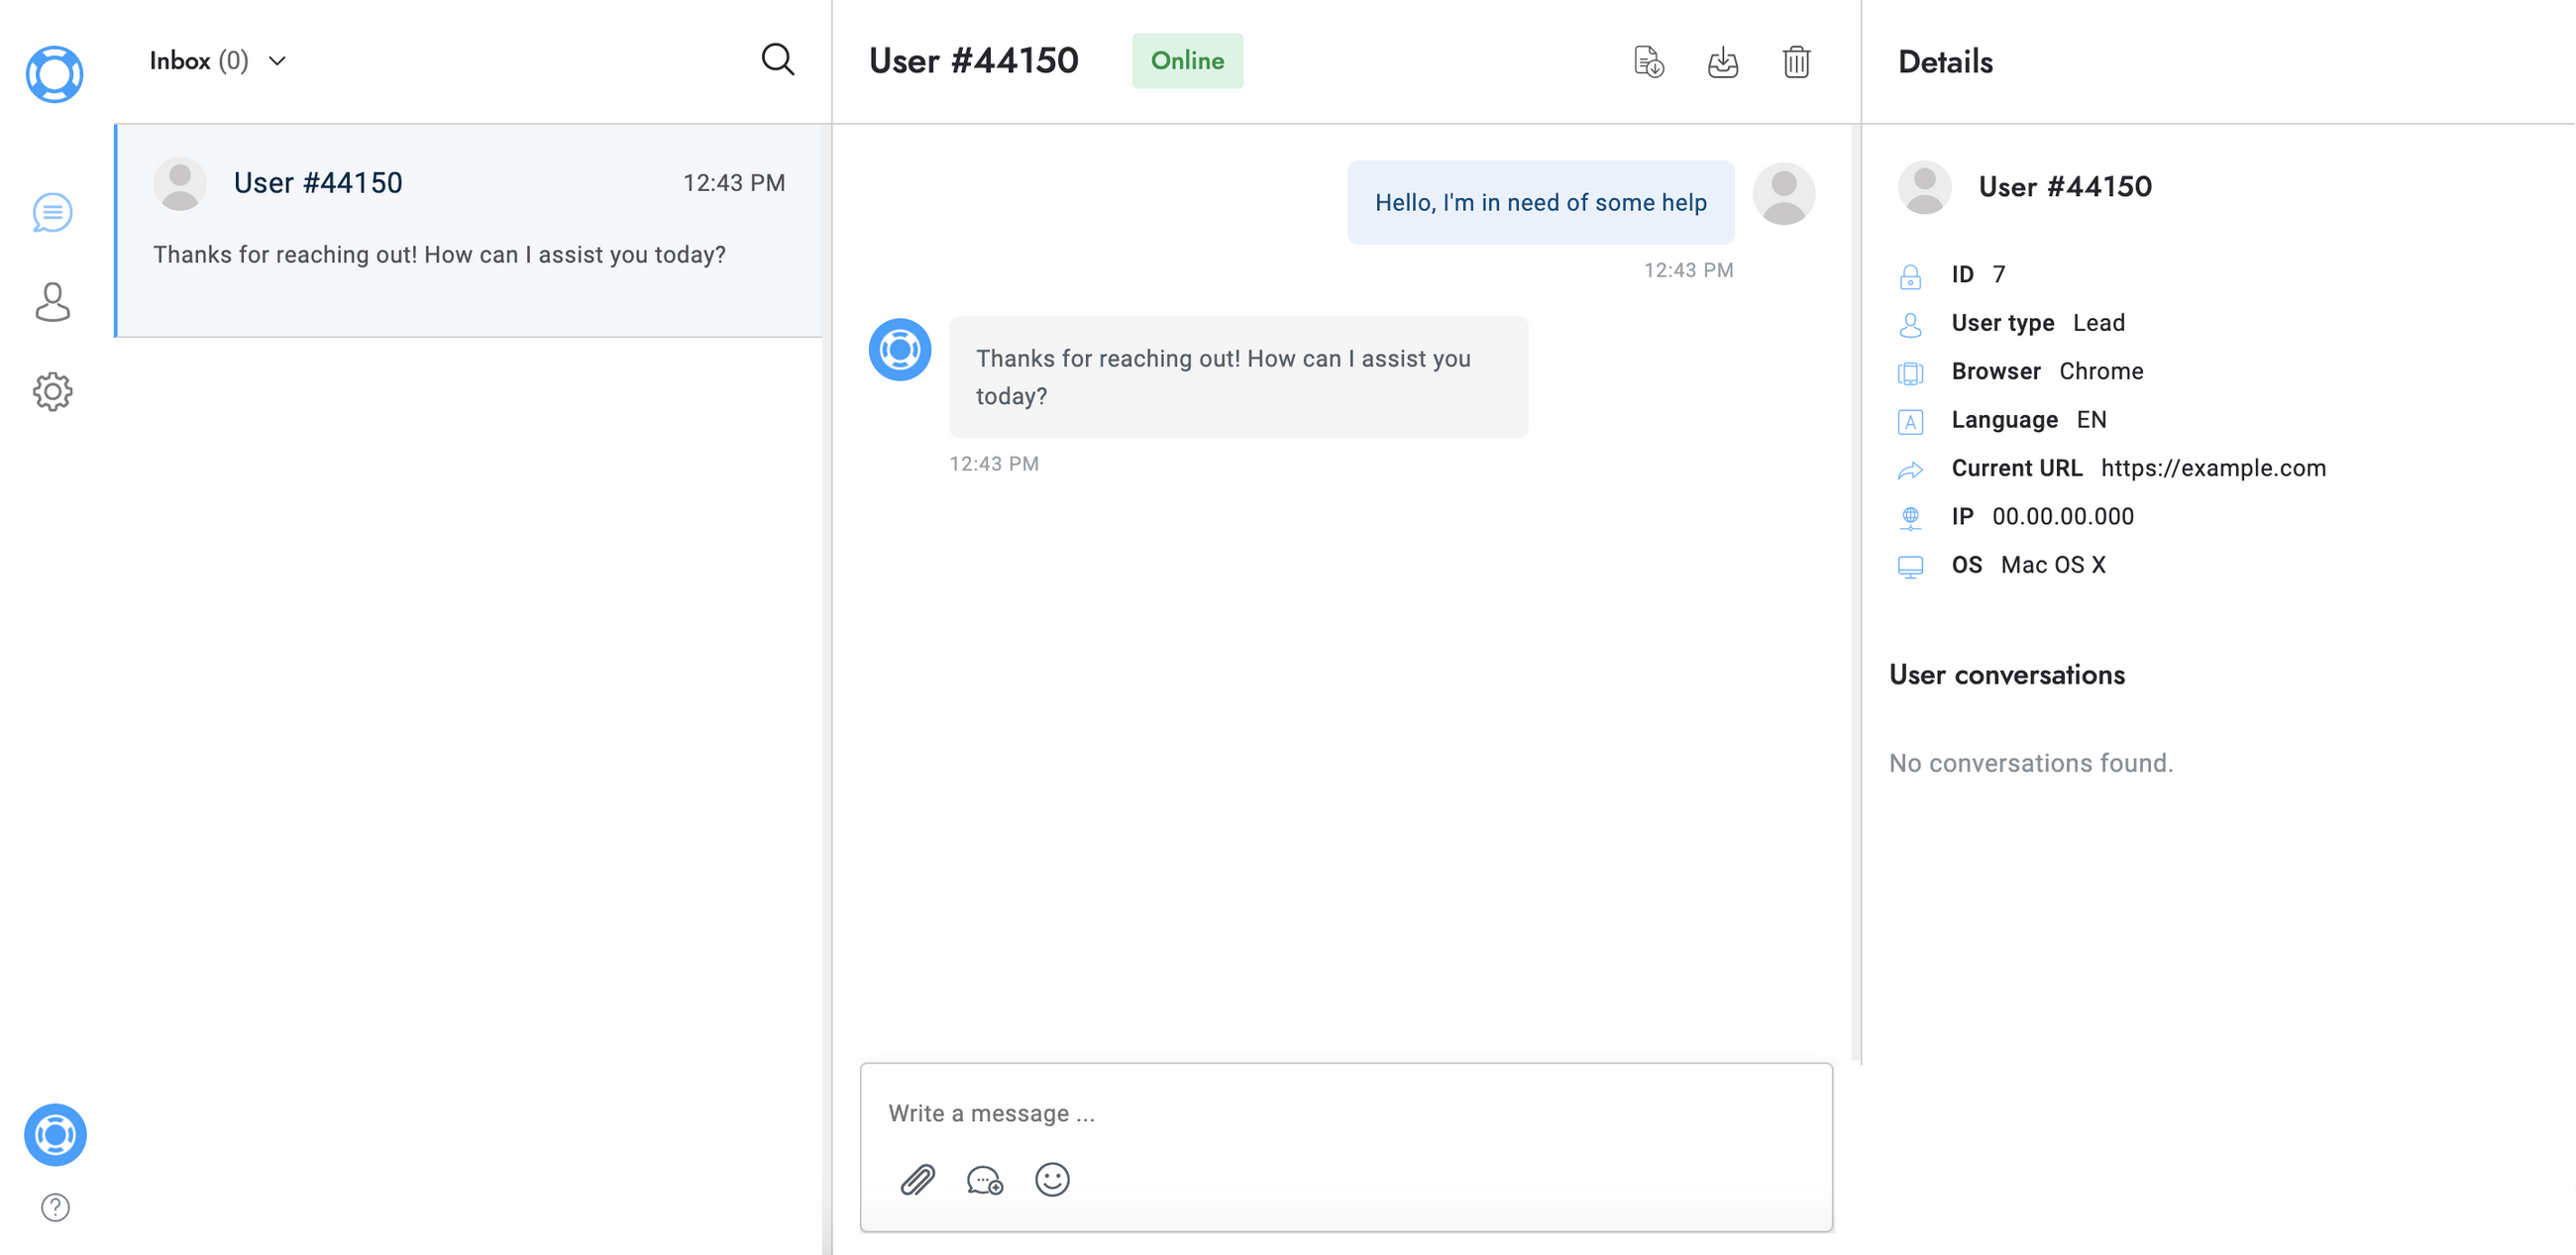 Inbox (0)
User #44150
12:43 PM
Thanks for reaching out! How can I assist you today?
User #44150
Online
Hello, I'm in need of some help
12:43 PM
Thanks for reaching out! How can I assist you
today?
12:43 PM
Write a message ...
Details
User #44150
ID 7
User type Lead
Browser Chrome
A
Language EN
Current URL https://example.com
IP 00.00.00.000
OS Mac OS X
User conversations
No conversations found.
?